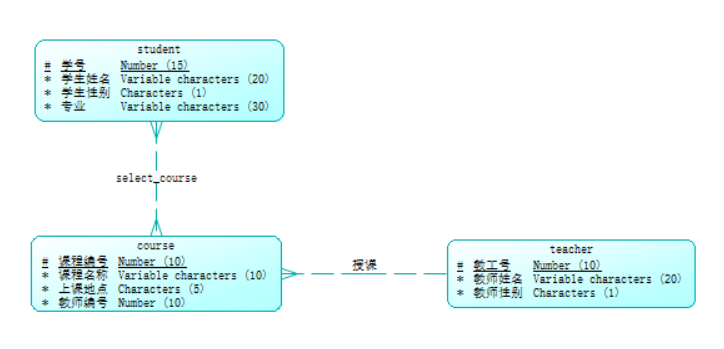 student
# 学号 Number (15)
* 学生姓名 Variable characters (20)
* 学生性别 Characters (1)
* 专业 Variable characters (30)
select_course
course
# 课程编号 Number (10)
* 课程名称 Variable characters (10)
* 上课地点 Characters (5)
* 教师编号 Number (10)
授课
teacher
# 教工号 Number (10)
* 教师姓名 Variable characters (20)
* 教师性别 Characters (1)